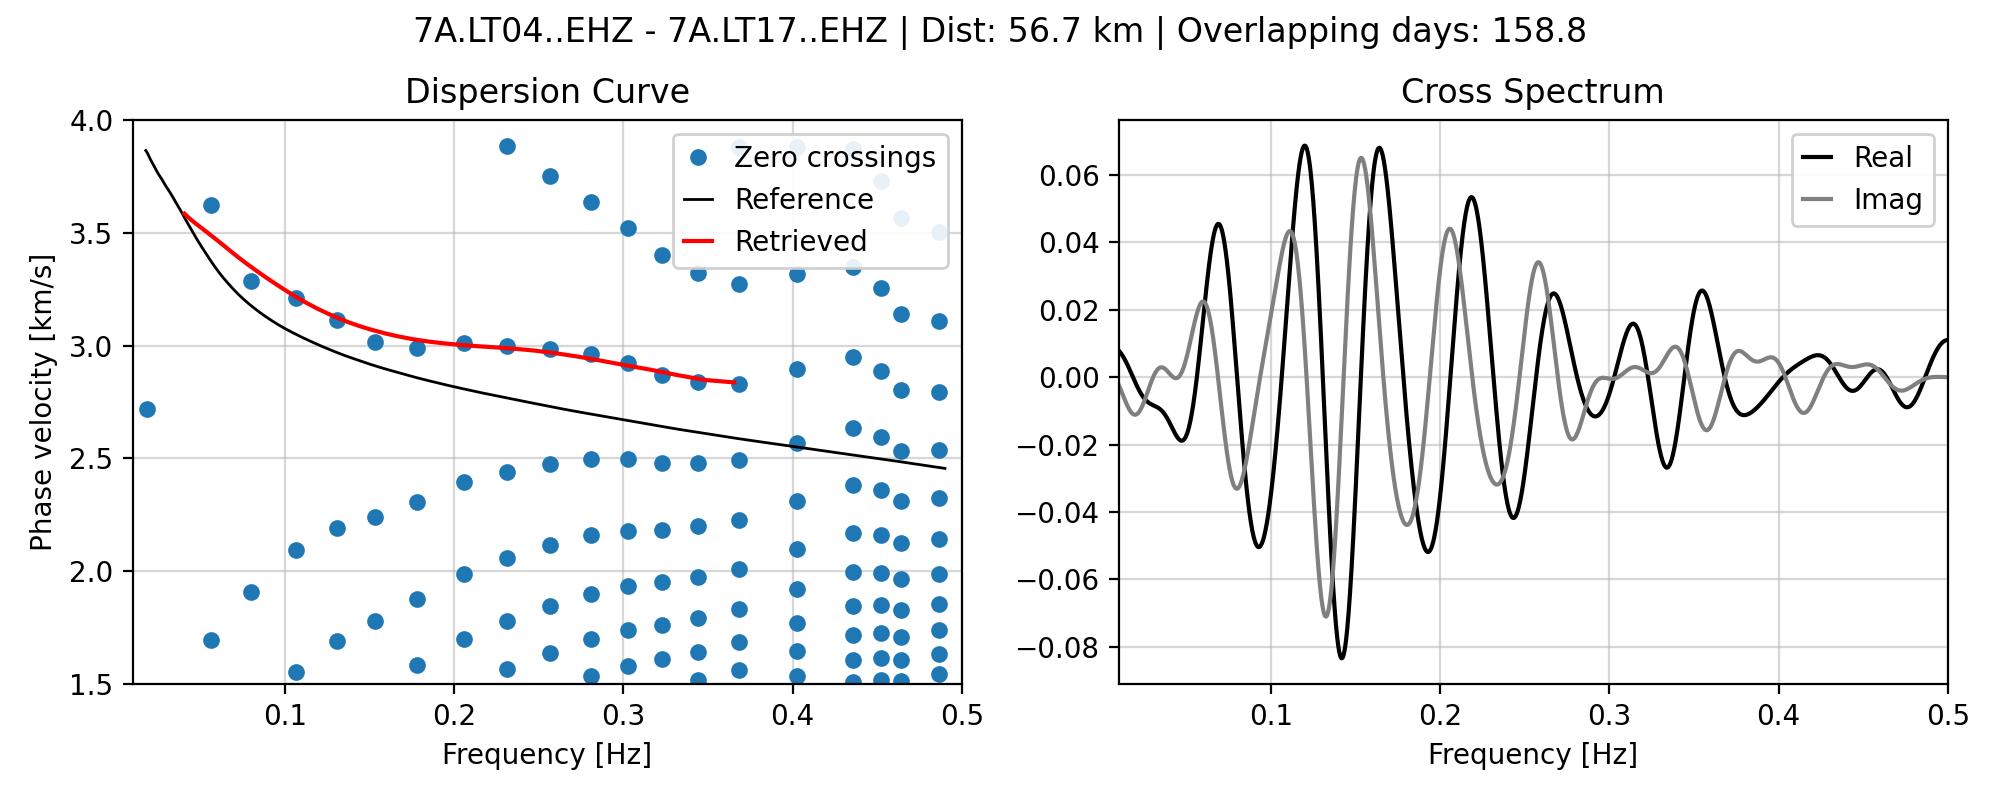 7A.LT04..EHZ - 7A.LT17..EHZ | Dist: 56.7 km | Overlapping days: 158.8
Dispersion Curve
4.0
3.5
3.0
2.5
2.0
1.5
Phase velocity [km/s]
0.1 0.2 0.3 0.4 0.5
Frequency [Hz]
Zero crossings
Reference
Retrieved
Cross Spectrum
0.06
0.04
0.02
0.00
−0.02
−0.04
−0.06
−0.08
0.1 0.2 0.3 0.4 0.5
Frequency [Hz]
Real
Imag